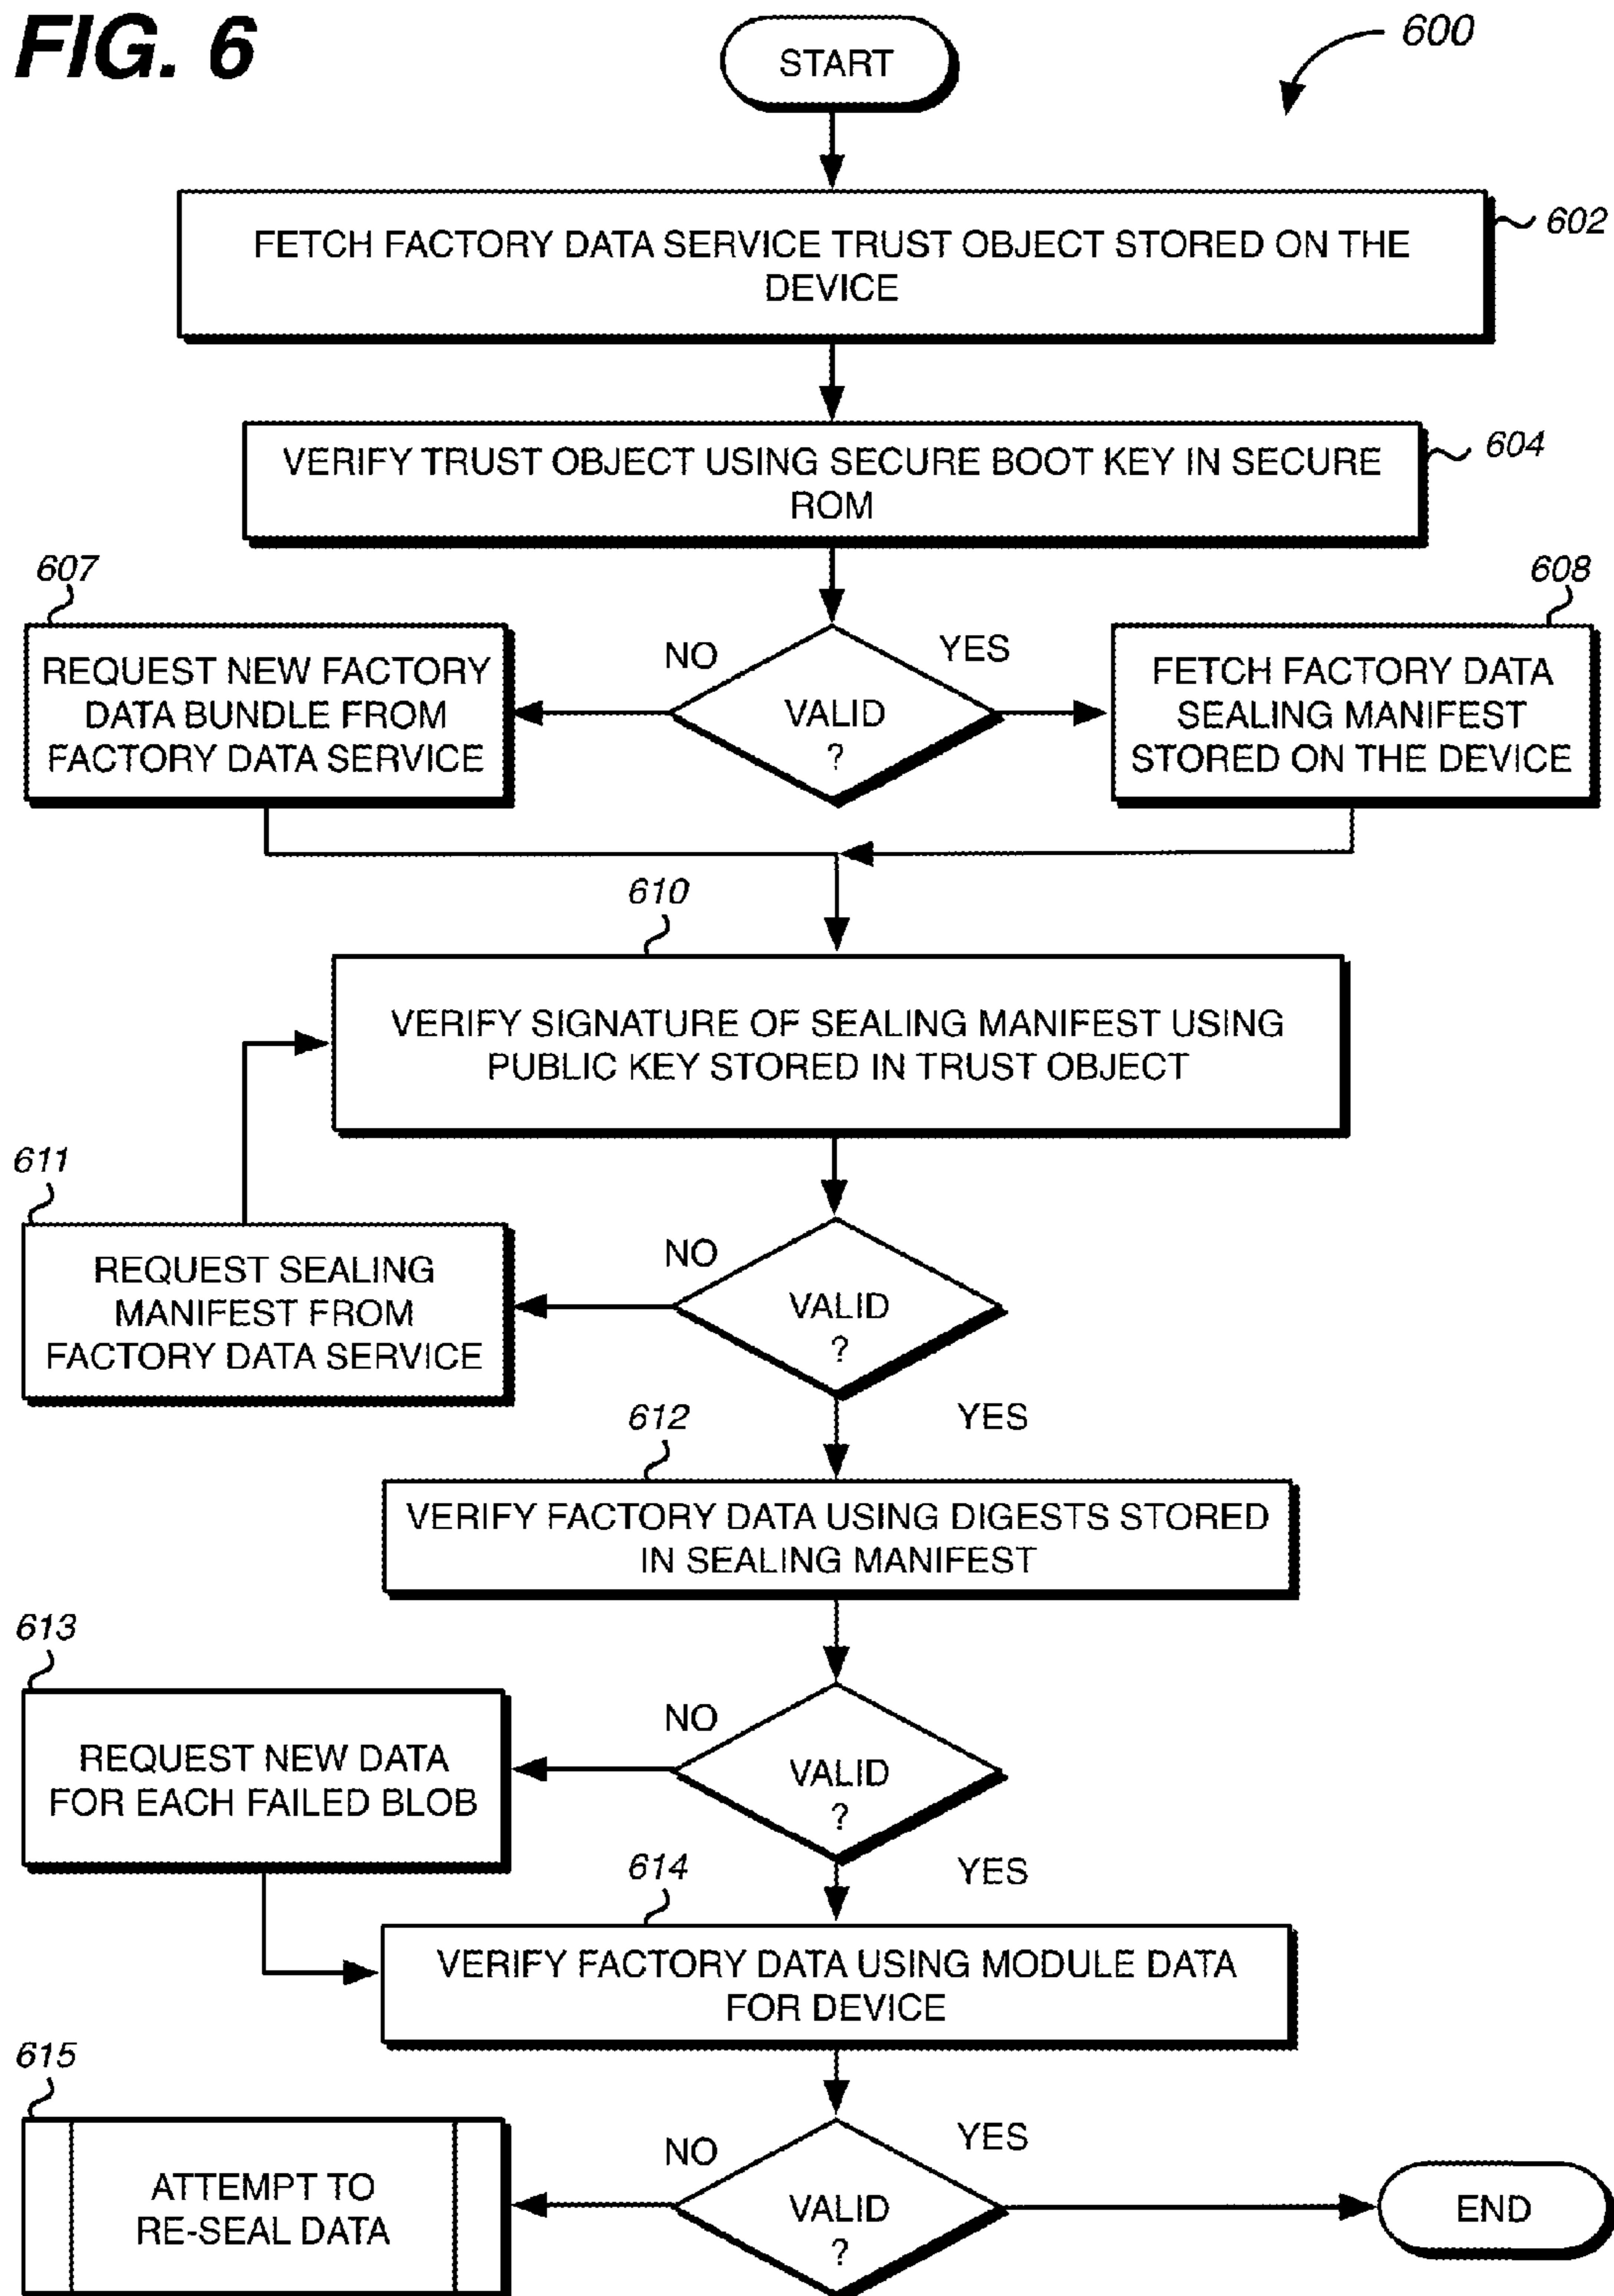 FIG. 6
600
START
602
FETCH FACTORY DATA SERVICE TRUST OBJECT STORED ON THE
DEVICE
604
VERIFY TRUST OBJECT USING SECURE BOOT KEY IN SECURE
ROM
607
608
NO
YES
REQUEST NEW FACTORY
DATA BUNDLE FROM
FACTORY DATA SERVICE
VALID
?
FETCH FACTORY DATA
SEALING MANIFEST
STORED ON THE DEVICE
610
VERIFY SIGNATURE OF SEALING MANIFEST USING
PUBLIC KEY STORED IN TRUST OBJECT
611
REQUEST SEALING
MANIFEST FROM
FACTORY DATA SERVICE
NO
VALID
?
YES
612
VERIFY FACTORY DATA USING DIGESTS STORED
IN SEALING MANIFEST
613
REQUEST NEW DATA
FOR EACH FAILED BLOB
NO
VALID
?
YES
614
VERIFY FACTORY DATA USING MODULE DATA
FOR DEVICE
615
ATTEMPT TO
RE-SEAL DATA
NO
VALID
?
YES
END